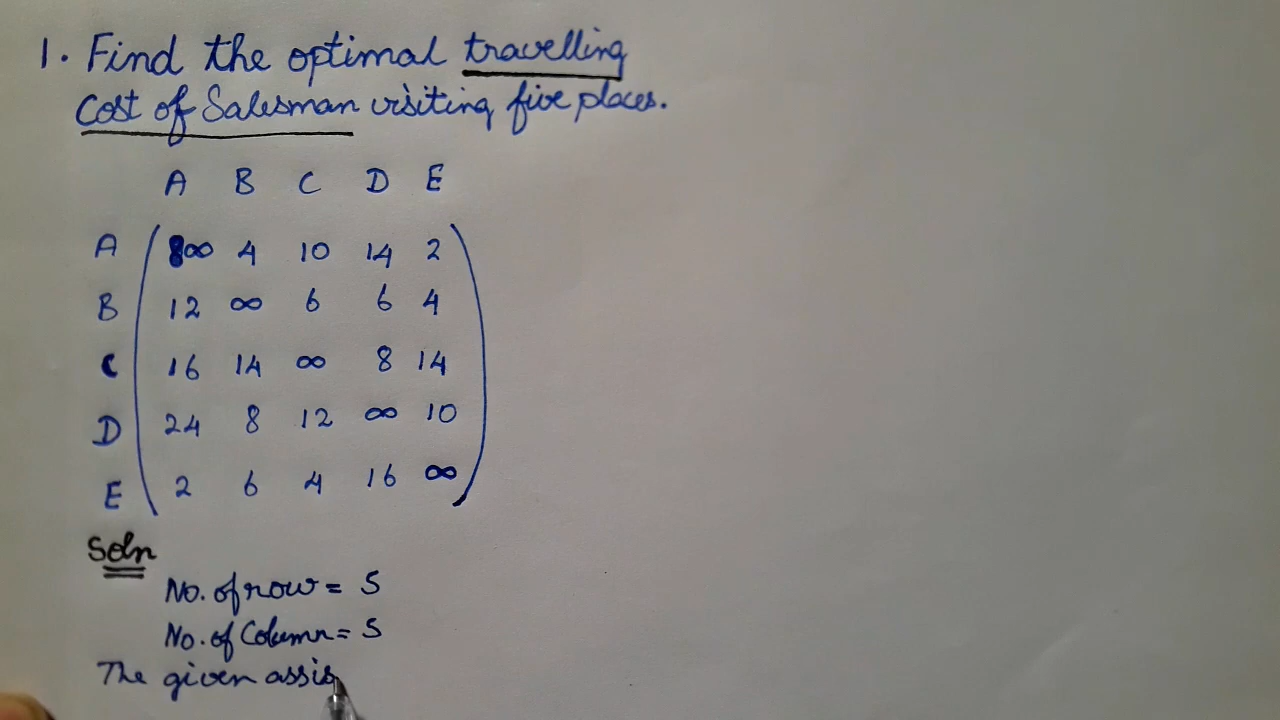 1. Find the optimal travelling
Cost of Salesman visiting five places.
A B C D E
A ∞ 4 10 14 2
B 12 ∞ 6 6 4
C 16 14 ∞ 8 14
D 24 8 12 ∞ 10
E 2 6 4 16 ∞
Soln
No. of row = 5
No. of Column = 5
The given assig